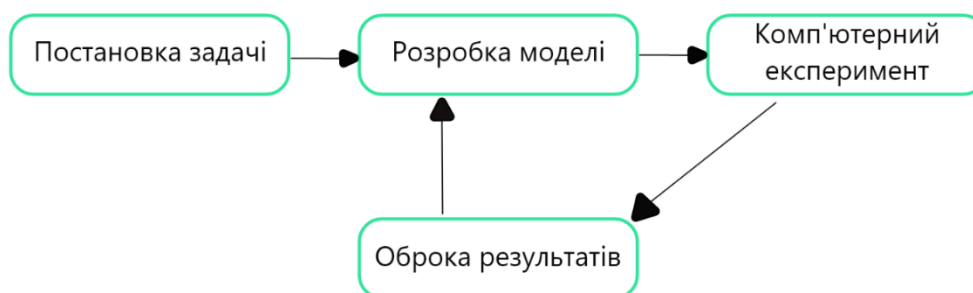 Постановка задачі
Розробка моделі
Комп'ютерний
експеримент
Оброка результатів